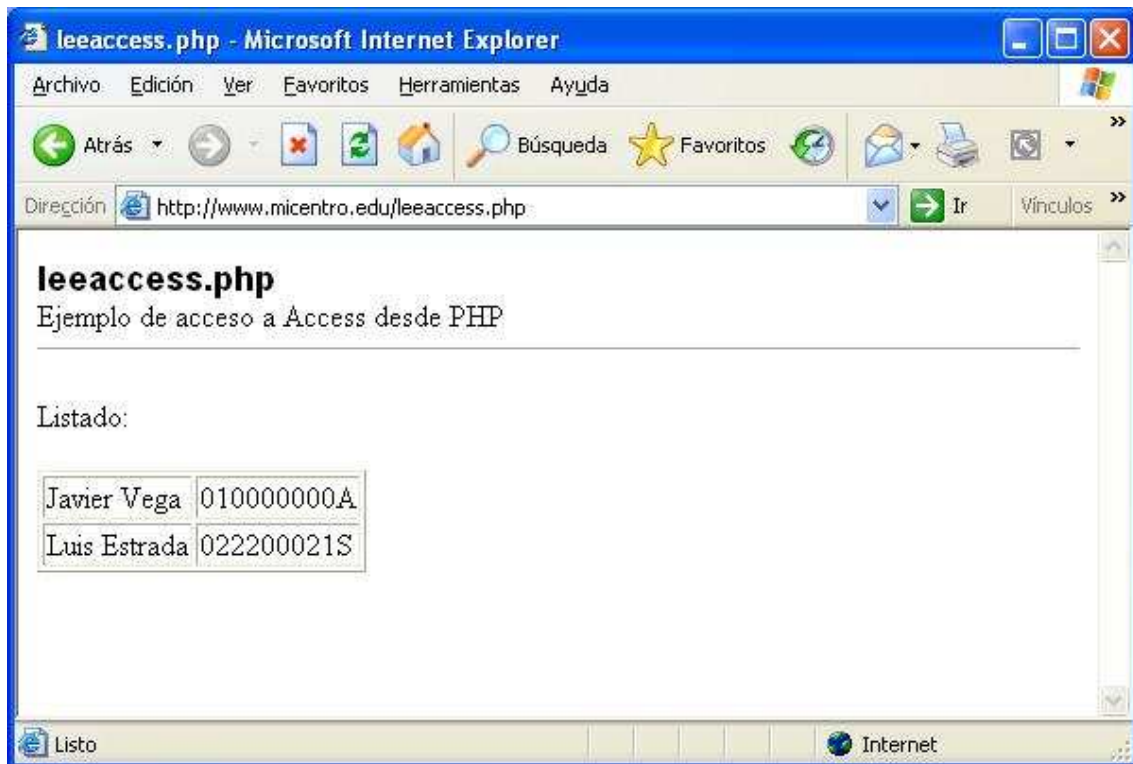 leeaccess.php - Microsoft Internet Explorer
Archivo Edición Ver Favoritos Herramientas Ayuda
Atrás Búsqueda Favoritos »
Dirección http://www.micentro.edu/leeaccess.php Ir Vínculos »
leeaccess.php
Ejemplo de acceso a Access desde PHP
Listado:
Javier Vega 010000000A
Luis Estrada 022200021S
Listo Internet